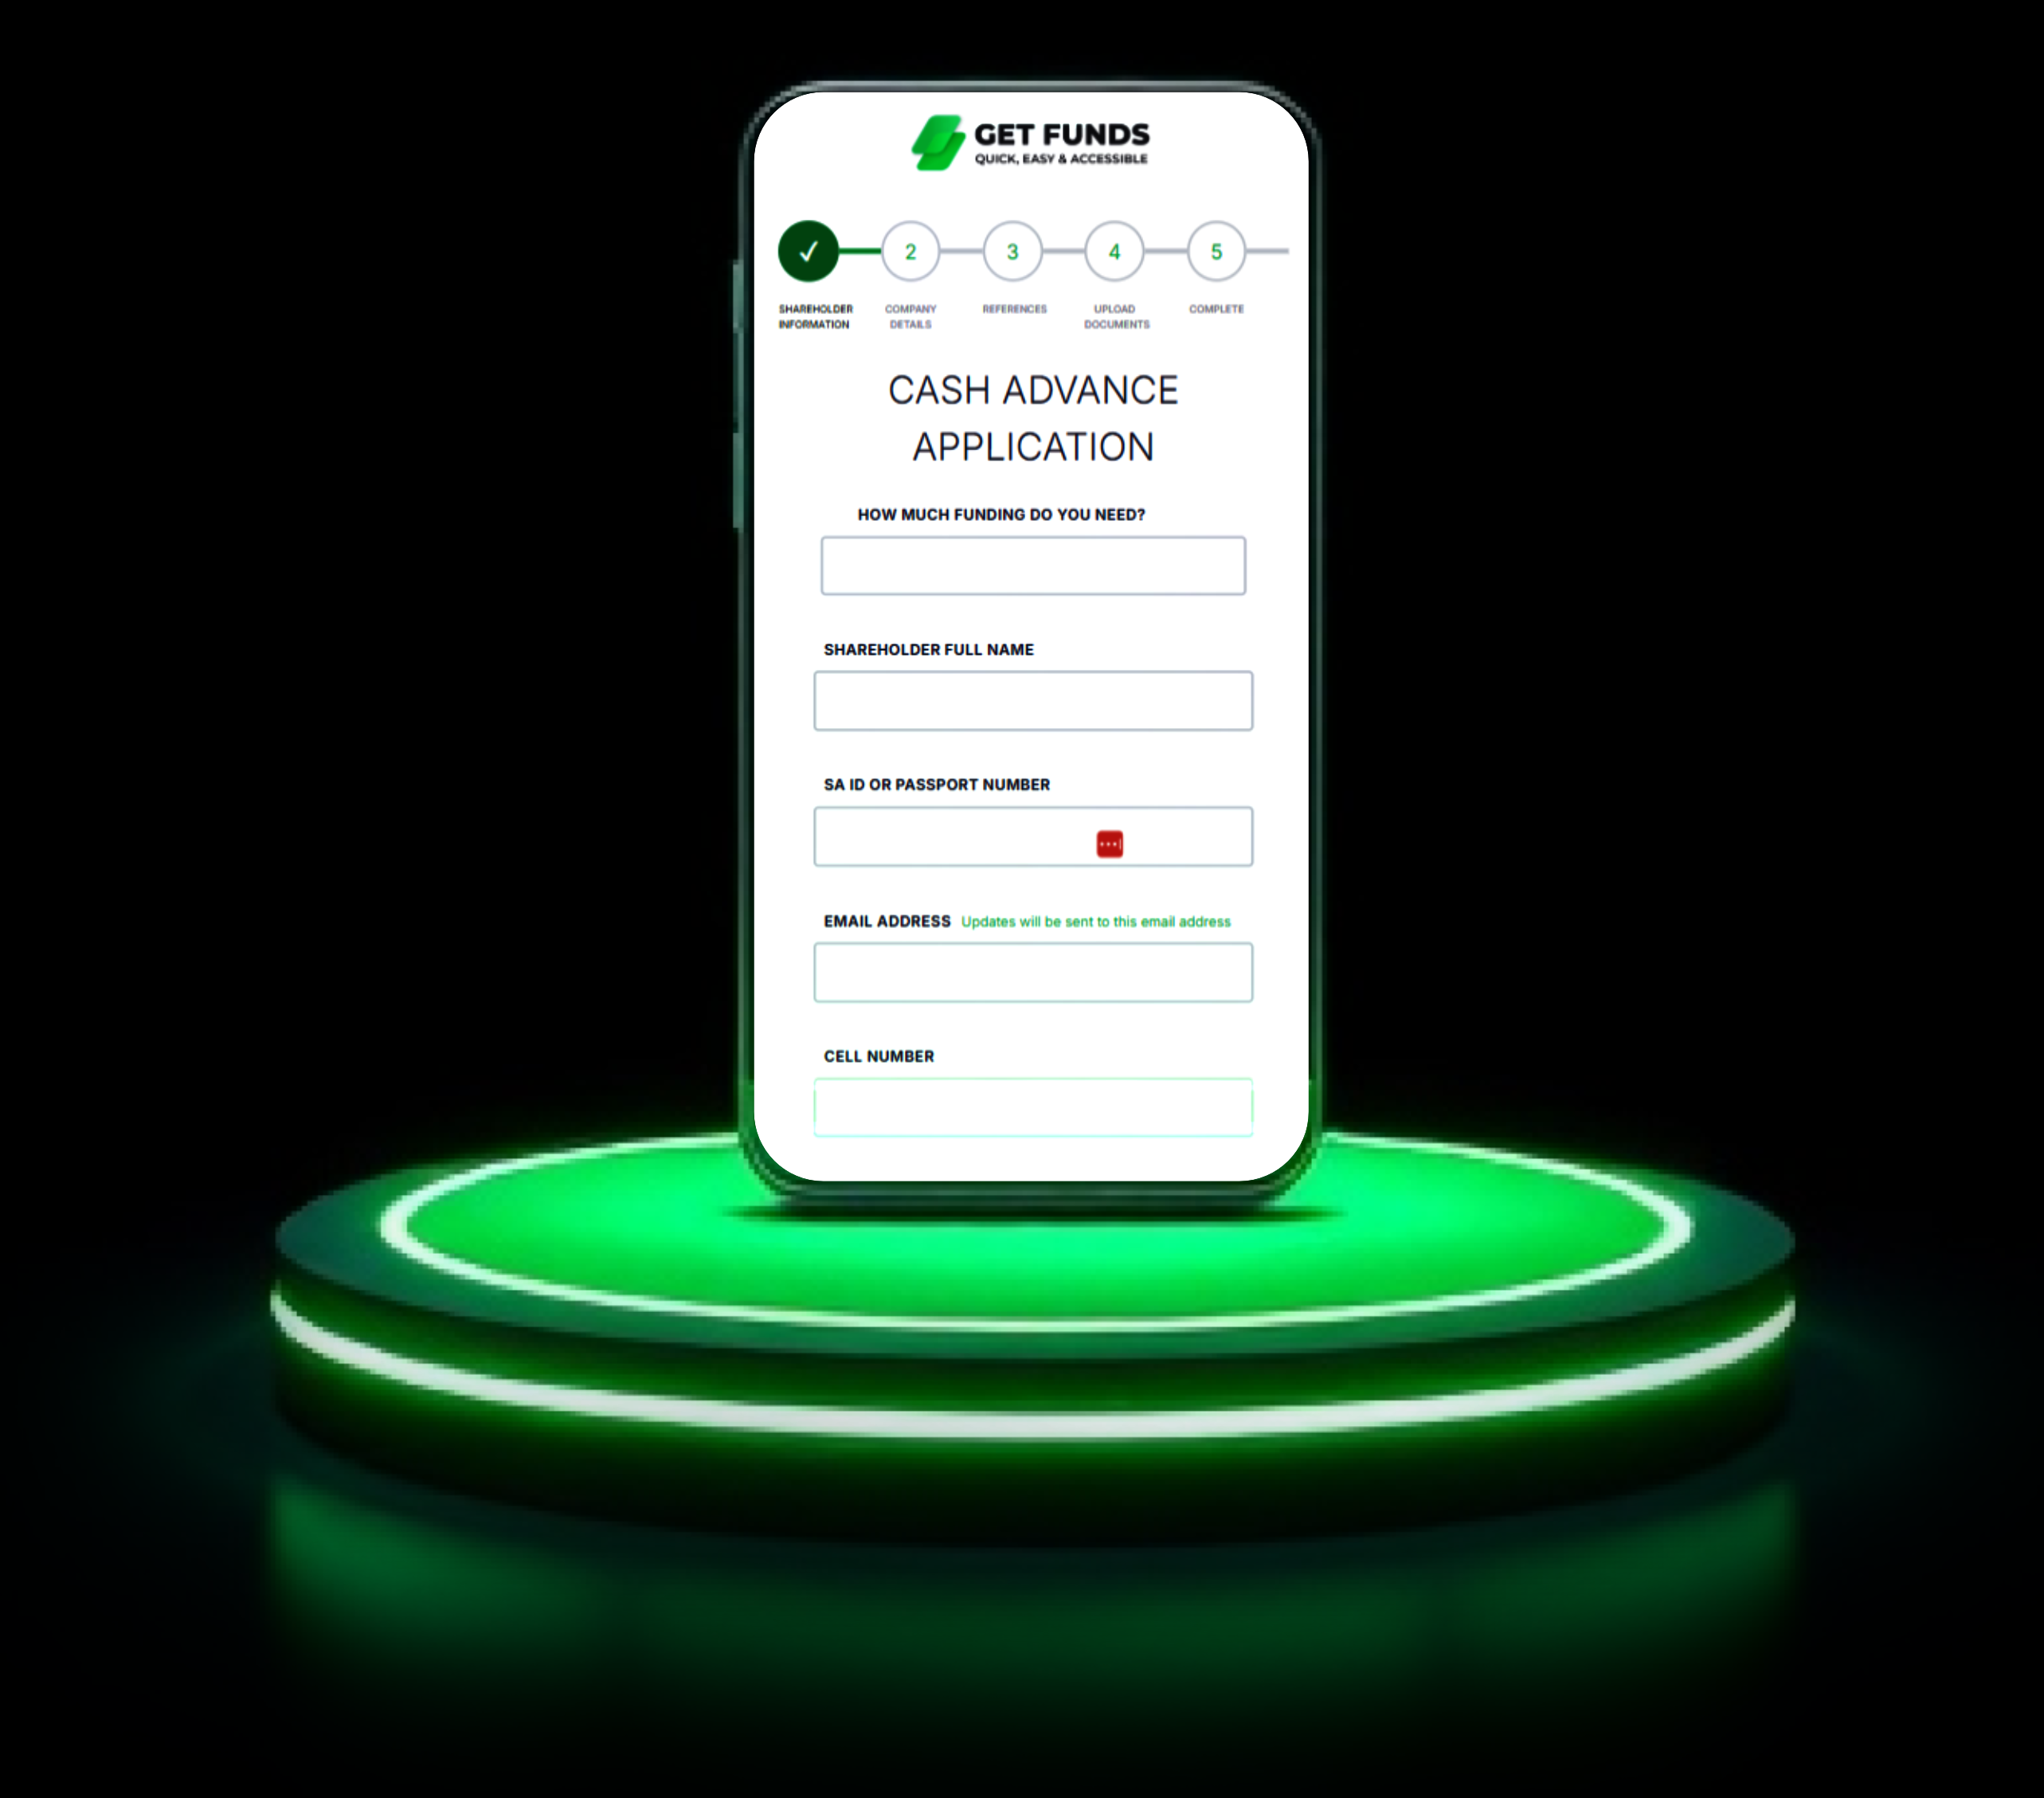 GET FUNDS
QUICK, EASY & ACCESSIBLE
✓ 2 3 4 5
SHAREHOLDER INFORMATION
COMPANY DETAILS
REFERENCES
UPLOAD DOCUMENTS
COMPLETE
CASH ADVANCE
APPLICATION
HOW MUCH FUNDING DO YOU NEED?
SHAREHOLDER FULL NAME
SA ID OR PASSPORT NUMBER
EMAIL ADDRESS Updates will be sent to this email address
CELL NUMBER